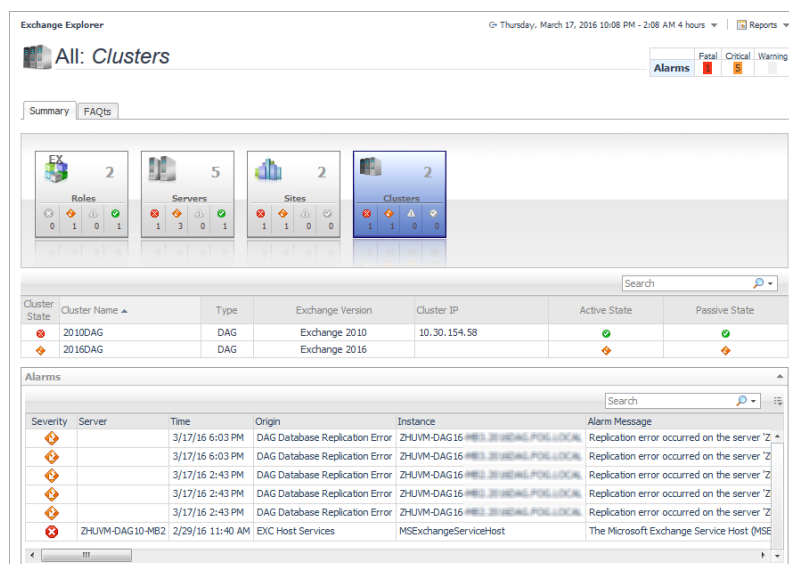 Exchange Explorer
Thursday, March 17, 2016 10:08 PM - 2:08 AM 4 hours
Reports
All: Clusters
Fatal Critical Warning
Alarms 1 5
Summary FAQts
EX
2 5 2 2
Roles Servers Sites Clusters
0 1 0 1 1 3 0 1 1 1 0 0 1 1 0 0
Search
Cluster State Cluster Name Type Exchange Version Cluster IP Active State Passive State
2010DAG DAG Exchange 2010 10.30.154.58
2016DAG DAG Exchange 2016
Alarms
Search
Severity Server Time Origin Instance Alarm Message
3/17/16 6:03 PM DAG Database Replication Error ZHUVM-DAG16 Replication error occurred on the server 'Z
3/17/16 6:03 PM DAG Database Replication Error ZHUVM-DAG16 Replication error occurred on the server 'Z
3/17/16 2:43 PM DAG Database Replication Error ZHUVM-DAG16 Replication error occurred on the server 'Z
3/17/16 2:43 PM DAG Database Replication Error ZHUVM-DAG16 Replication error occurred on the server 'Z
3/17/16 2:43 PM DAG Database Replication Error ZHUVM-DAG16 Replication error occurred on the server 'Z
ZHUVM-DAG10-MB2 2/29/16 11:40 AM EXC Host Services MSExchangeServiceHost The Microsoft Exchange Service Host (MSE